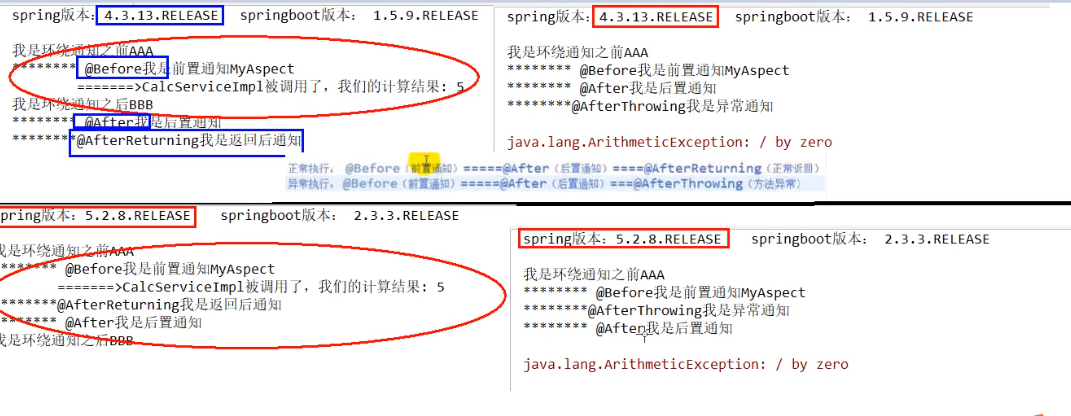 spring版本：4.3.13.RELEASE springboot版本： 1.5.9.RELEASE
我是环绕通知之前AAA
******** @Before我是前置通知MyAspect
=======>CalcServiceImpl被调用了，我们的计算结果：5
我是环绕通知之后BBB
******** @After我是后置通知
********@AfterReturning我是返回后通知
spring版本：4.3.13.RELEASE springboot版本： 1.5.9.RELEASE
我是环绕通知之前AAA
******** @Before我是前置通知MyAspect
******** @After我是后置通知
********@AfterThrowing我是异常通知
java.lang.ArithmeticException: / by zero
正常执行： @Before（前置通知）=====@After（后置通知）====@AfterReturning（正常返回）
异常执行： @Before（前置通知）=====@After（后置通知）===@AfterThrowing（方法异常）
pring版本：5.2.8.RELEASE springboot版本： 2.3.3.RELEASE
我是环绕通知之前AAA
******* @Before我是前置通知MyAspect
=======>CalcServiceImpl被调用了，我们的计算结果：5
*******@AfterReturning我是返回后通知
******* @After我是后置通知
我是环绕通知之后BBB
spring版本：5.2.8.RELEASE springboot版本： 2.3.3.RELEASE
我是环绕通知之前AAA
******** @Before我是前置通知MyAspect
********@AfterThrowing我是异常通知
******** @After我是后置通知
java.lang.ArithmeticException: / by zero